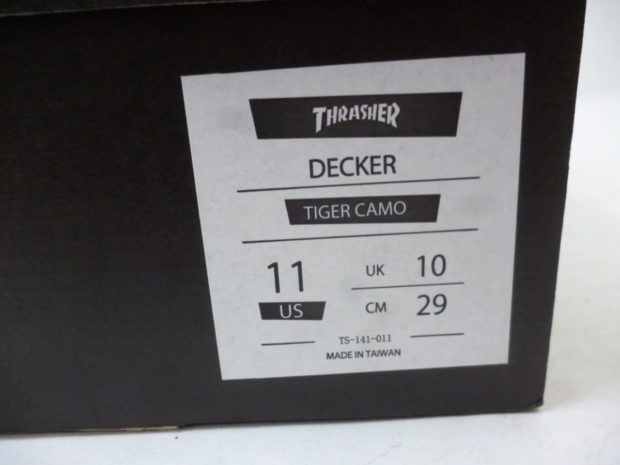 THRASHER
DECKER
TIGER CAMO
11 UK 10
US CM 29
TS-141-011
MADE IN TAIWAN